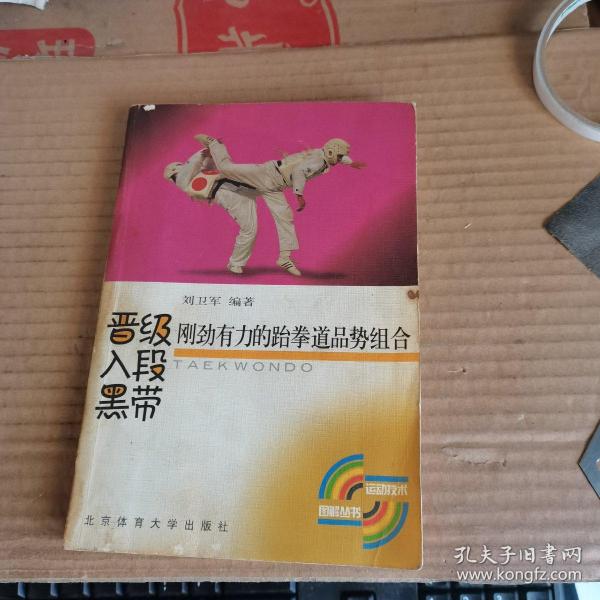 刘卫军 编著
晋级
入段
黑带
刚劲有力的跆拳道品势组合
TAEKWONDO
运动技术
图解丛书
北京体育大学出版社
孔夫子旧书网
www.kongfz.com